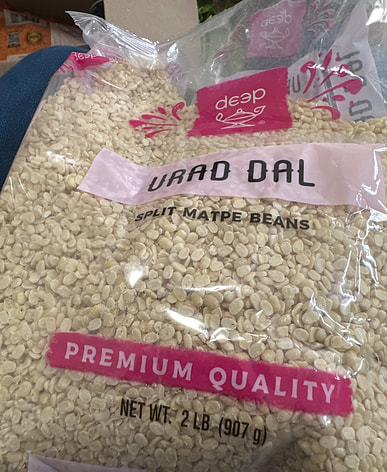 deep
URAD DAL
SPLIT MATPE BEANS
PREMIUM QUALITY
NET WT. 2 LB (907 g)